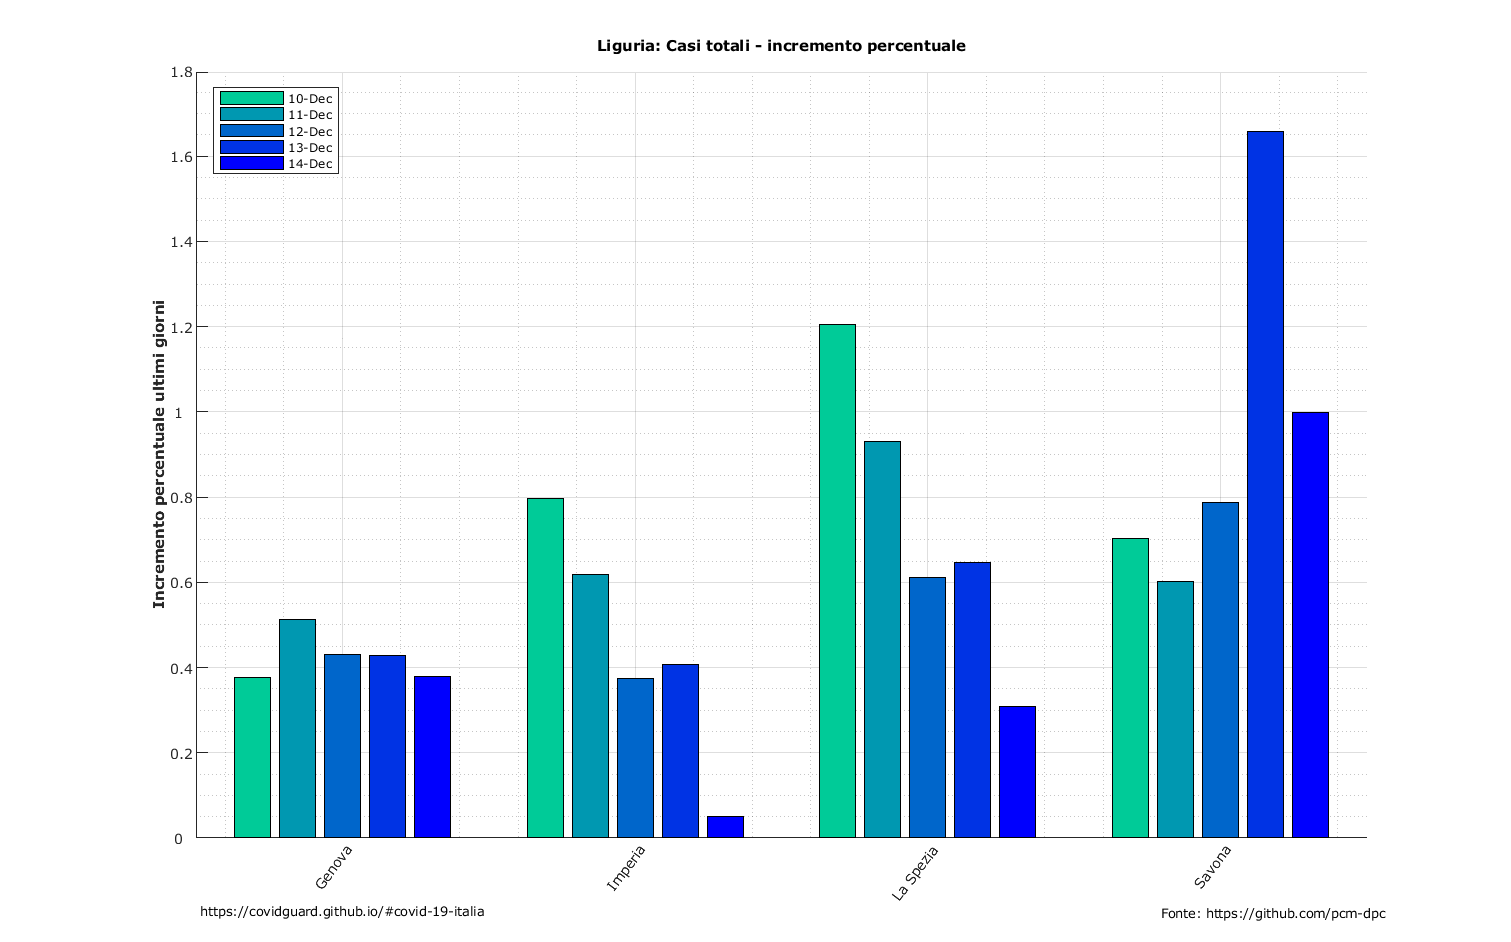 Liguria: Casi totali - incremento percentuale
1.8
1.6
1.4
1.2
1
0.8
0.6
0.4
0.2
0
Incremento percentuale ultimi giorni
10-Dec
11-Dec
12-Dec
13-Dec
14-Dec
Genova
Imperia
La Spezia
Savona
https://covidguard.github.io/#covid-19-italia
Fonte: https://github.com/pcm-dpc